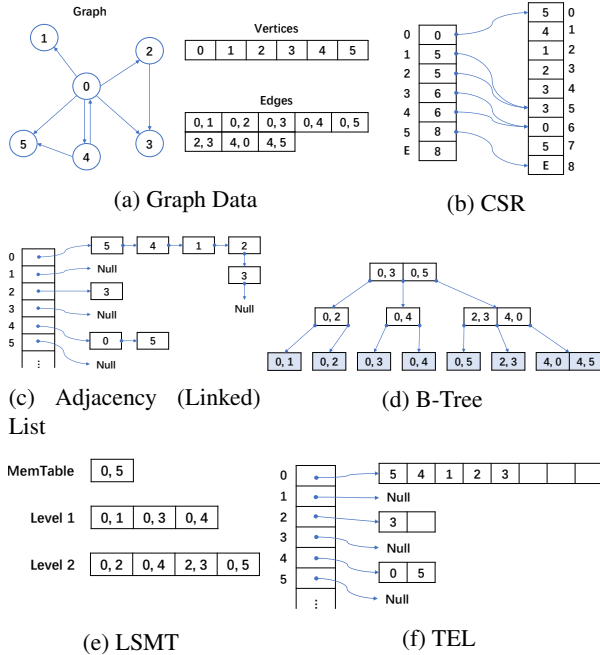 Graph
1
2
0
5
4
3
Vertices
0 1 2 3 4 5
Edges
0, 1 0, 2 0, 3 0, 4 0, 5
2, 3 4, 0 4, 5
(a) Graph Data
0 0
1 5
2 5
3 6
4 6
5 8
E 8
5 0
4 1
1 2
2 3
3 4
3 5
0 6
5 7
E 8
(b) CSR
0 5 4 1 2
1 Null 3
2 3
3 Null Null
4 0 5
5 Null
⋮
(c) Adjacency (Linked)
List
0, 3 0, 5
0, 2 0, 4 2, 3 4, 0
0, 1 0, 2 0, 3 0, 4 0, 5 2, 3 4, 0 4, 5
(d) B-Tree
MemTable 0, 5
Level 1 0, 1 0, 3 0, 4
Level 2 0, 2 0, 4 2, 3 0, 5
(e) LSMT
0 5 4 1 2 3
1 Null
2 3
3 Null
4 0 5
5 Null
⋮
(f) TEL